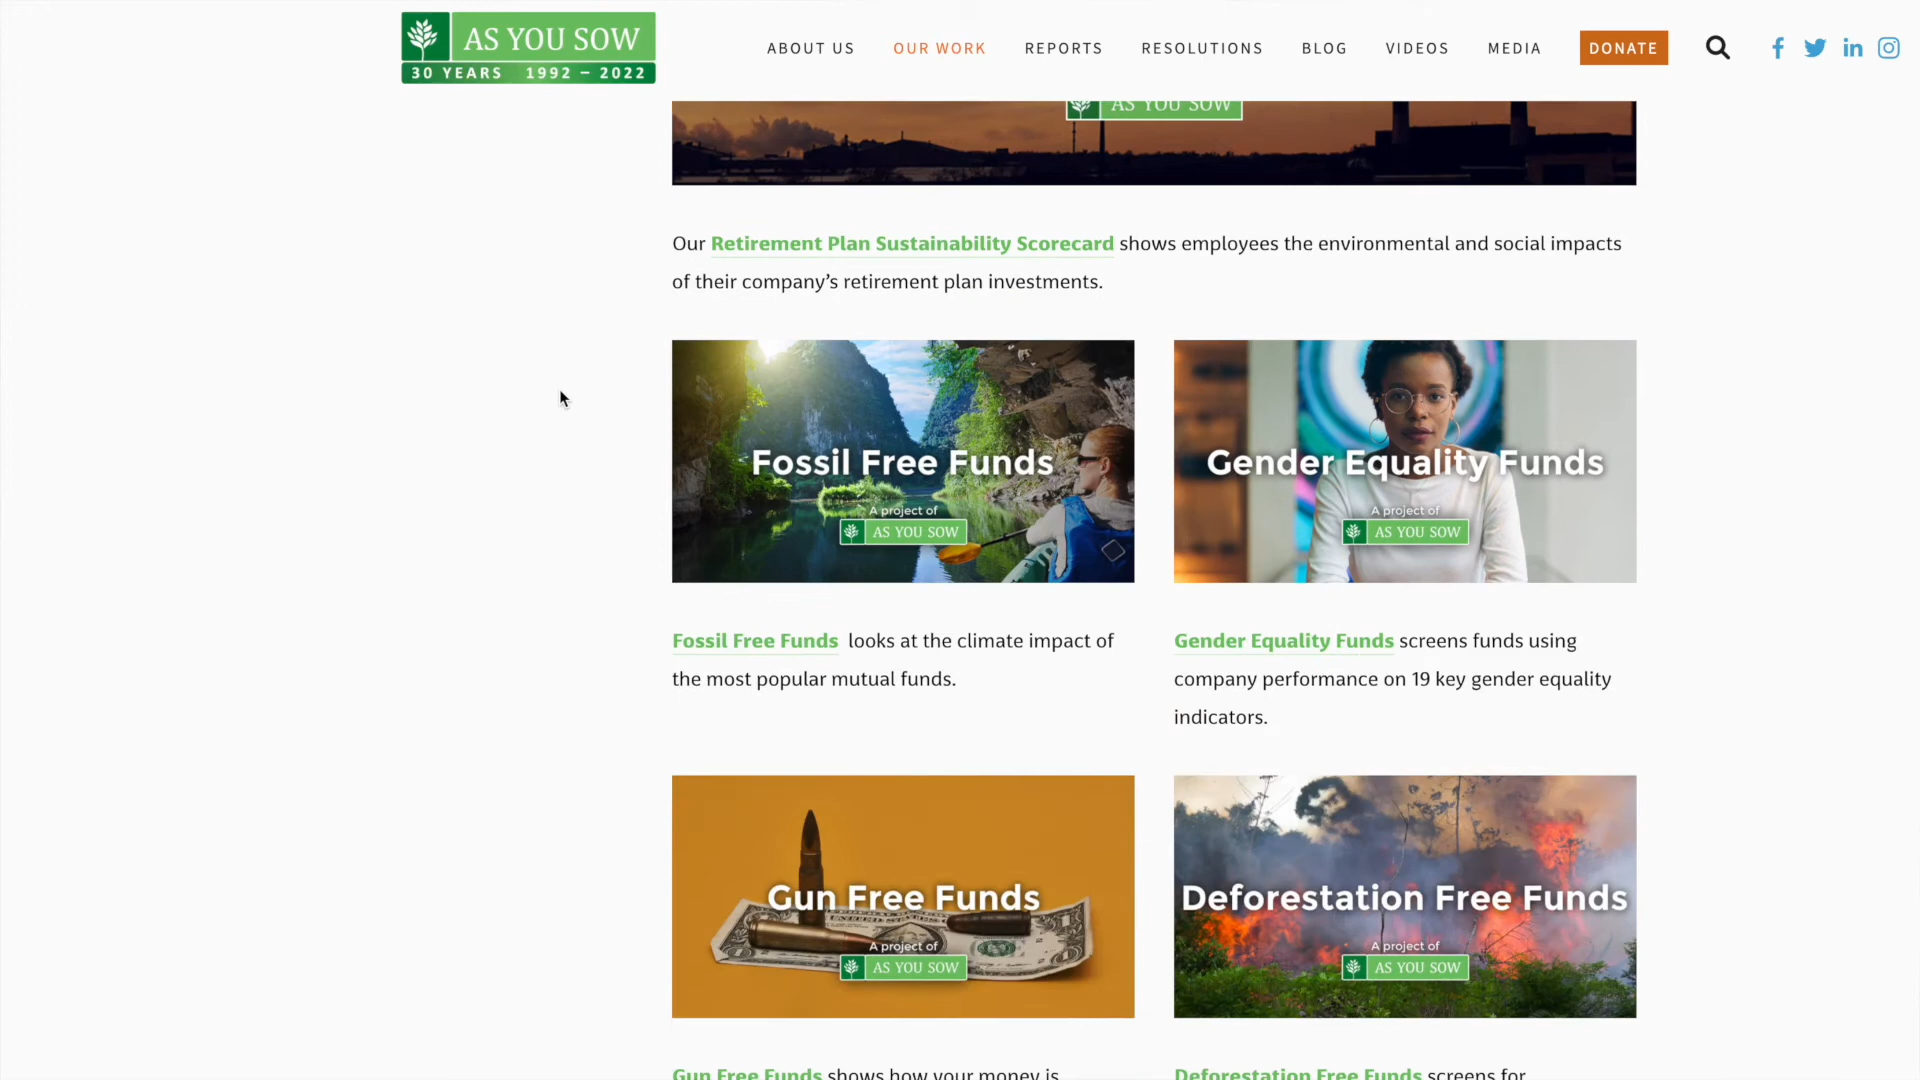 AS YOU SOW
30 YEARS 1992 – 2022
ABOUT US OUR WORK REPORTS RESOLUTIONS BLOG VIDEOS MEDIA DONATE
AS YOU SOW
Our Retirement Plan Sustainability Scorecard shows employees the environmental and social impacts
of their company’s retirement plan investments.
Fossil Free Funds
A project of
AS YOU SOW
Gender Equality Funds
A project of
AS YOU SOW
Fossil Free Funds looks at the climate impact of
the most popular mutual funds.
Gender Equality Funds screens funds using
company performance on 19 key gender equality
indicators.
Gun Free Funds
A project of
AS YOU SOW
Deforestation Free Funds
A project of
AS YOU SOW
Gun Free Funds shows how your money is
Deforestation Free Funds screens for